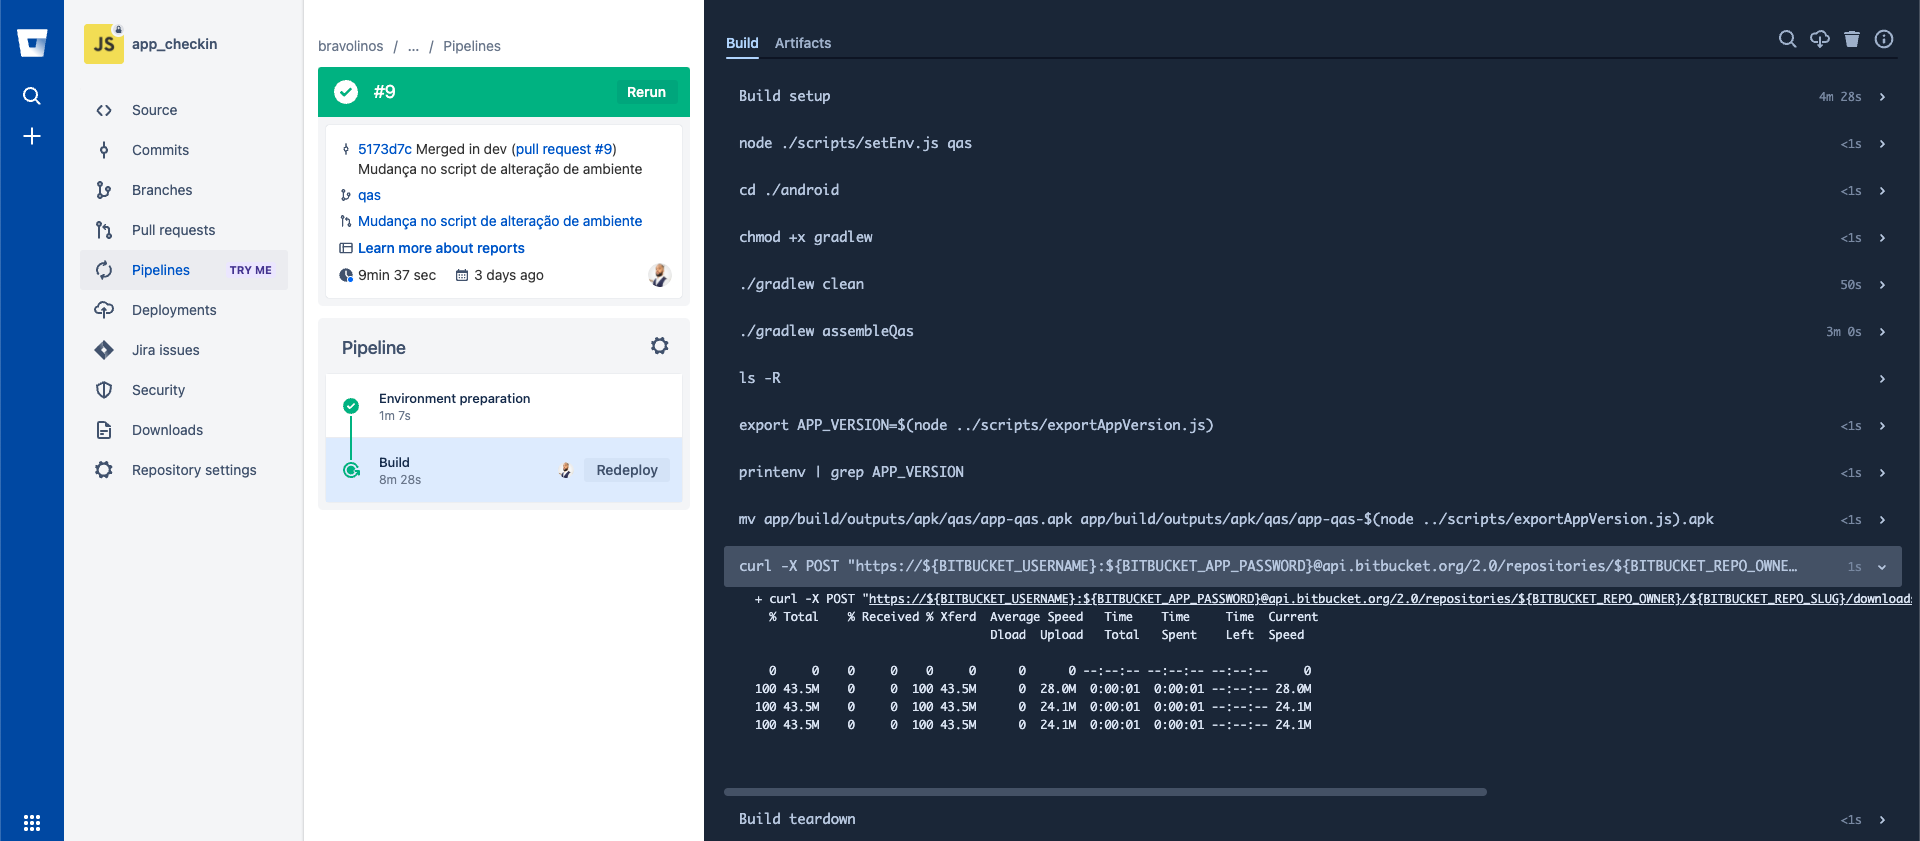 JS
app_checkin
Source
Commits
Branches
Pull requests
Pipelines TRY ME
Deployments
Jira issues
Security
Downloads
Repository settings
bravolinos / ... / Pipelines
#9 Rerun
5173d7c Merged in dev (pull request #9)
Mudança no script de alteração de ambiente
qas
Mudança no script de alteração de ambiente
Learn more about reports
9min 37 sec 3 days ago
Pipeline
Environment preparation
1m 7s
Build
8m 28s
Redeploy
Build Artifacts
Build setup 4m 28s
node ./scripts/setEnv.js qas <1s
cd ./android <1s
chmod +x gradlew <1s
./gradlew clean 50s
./gradlew assembleQas 3m 0s
ls -R
export APP_VERSION=$(node ../scripts/exportAppVersion.js) <1s
printenv | grep APP_VERSION <1s
mv app/build/outputs/apk/qas/app-qas.apk app/build/outputs/apk/qas/app-qas-$(node ../scripts/exportAppVersion.js).apk <1s
curl -X POST "https://${BITBUCKET_USERNAME}:${BITBUCKET_APP_PASSWORD}@api.bitbucket.org/2.0/repositories/${BITBUCKET_REPO_OWNE… 1s
+ curl -X POST "https://${BITBUCKET_USERNAME}:${BITBUCKET_APP_PASSWORD}@api.bitbucket.org/2.0/repositories/${BITBUCKET_REPO_OWNER}/${BITBUCKET_REPO_SLUG}/downloads
% Total % Received % Xferd Average Speed Time Time Time Current
Dload Upload Total Spent Left Speed
0 0 0 0 0 0 0 0 --:--:-- --:--:-- --:--:-- 0
100 43.5M 0 0 100 43.5M 0 28.0M 0:00:01 0:00:01 --:--:-- 28.0M
100 43.5M 0 0 100 43.5M 0 24.1M 0:00:01 0:00:01 --:--:-- 24.1M
100 43.5M 0 0 100 43.5M 0 24.1M 0:00:01 0:00:01 --:--:-- 24.1M
Build teardown <1s